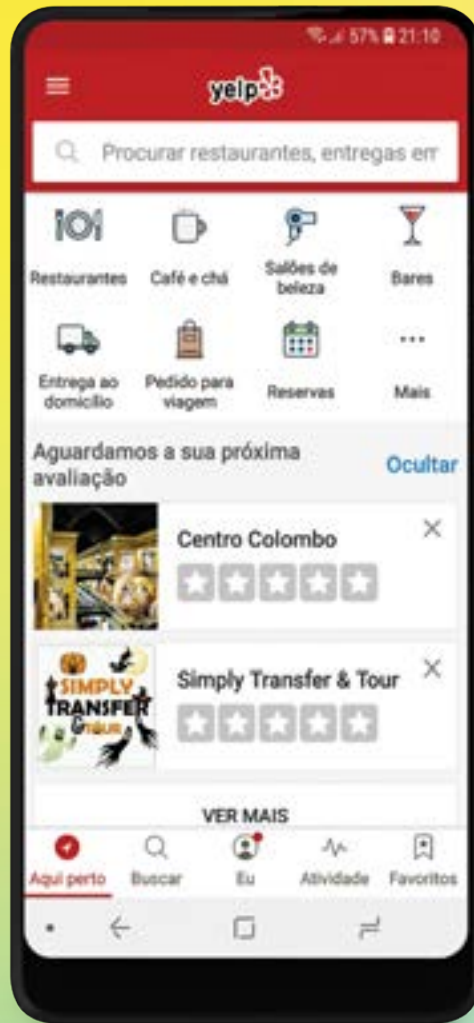 57% 21:10
yelp
Procurar restaurantes, entregas em
Restaurantes
Café e chá
Salões de
beleza
Bares
Entrega ao
domicílio
Pedido para
viagem
Reservas
Mais
Aguardamos a sua próxima
avaliação
Ocultar
Centro Colombo
SIMPLY
TRANSFER
& TOUR
Simply Transfer & Tour
VER MAIS
Aqui perto
Buscar
Eu
Atividade
Favoritos